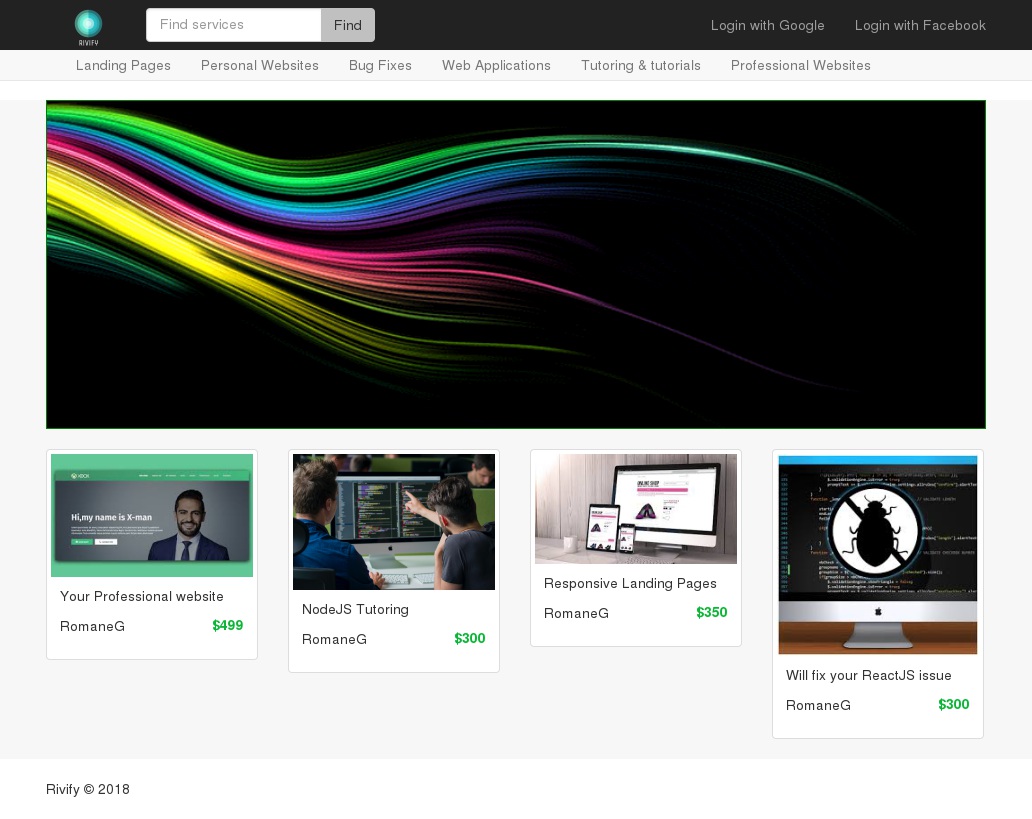 RIVIFY
Find services
Find
Login with Google
Login with Facebook
Landing Pages
Personal Websites
Bug Fixes
Web Applications
Tutoring & tutorials
Professional Websites
Hi,my name is X-man
ONLINE SHOP
Your Professional website
RomaneG
$499
NodeJS Tutoring
RomaneG
$300
Responsive Landing Pages
RomaneG
$350
Will fix your ReactJS issue
RomaneG
$300
Rivify © 2018